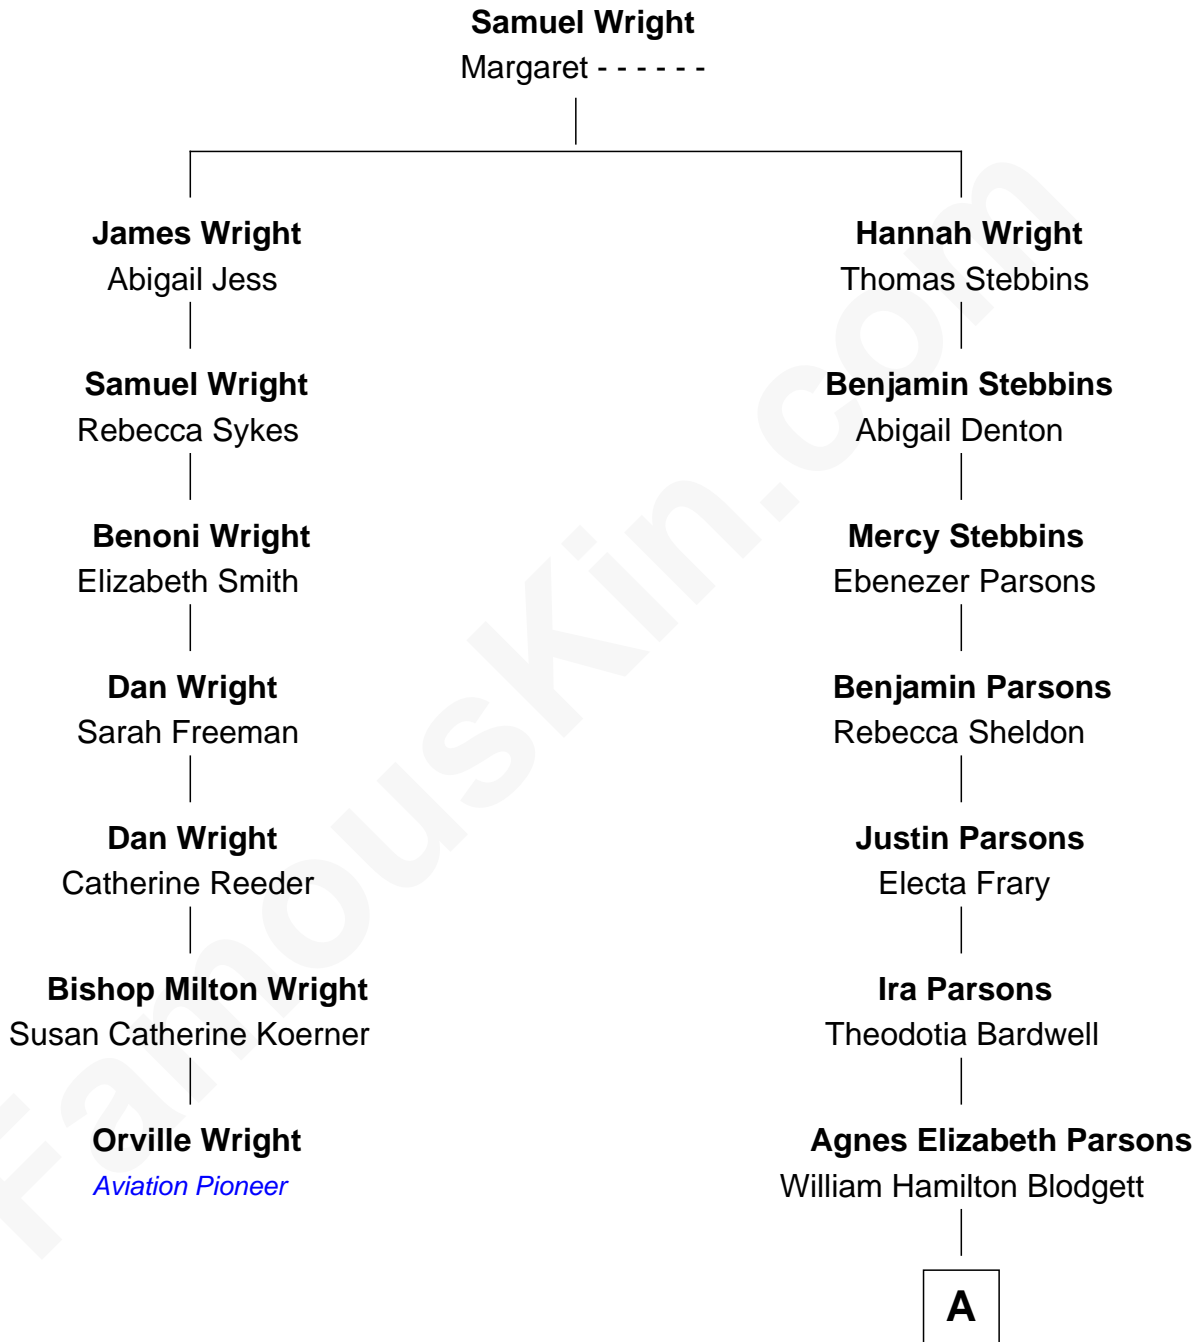 Samuel Wright
Margaret - - - - - -
James Wright
Abigail Jess
Hannah Wright
Thomas Stebbins
Samuel Wright
Rebecca Sykes
Benjamin Stebbins
Abigail Denton
Benoni Wright
Elizabeth Smith
Mercy Stebbins
Ebenezer Parsons
Dan Wright
Sarah Freeman
Benjamin Parsons
Rebecca Sheldon
Dan Wright
Catherine Reeder
Justin Parsons
Electa Frary
Bishop Milton Wright
Susan Catherine Koerner
Ira Parsons
Theodotia Bardwell
Orville Wright
Aviation Pioneer
Agnes Elizabeth Parsons
William Hamilton Blodgett
A
FamousKin.com